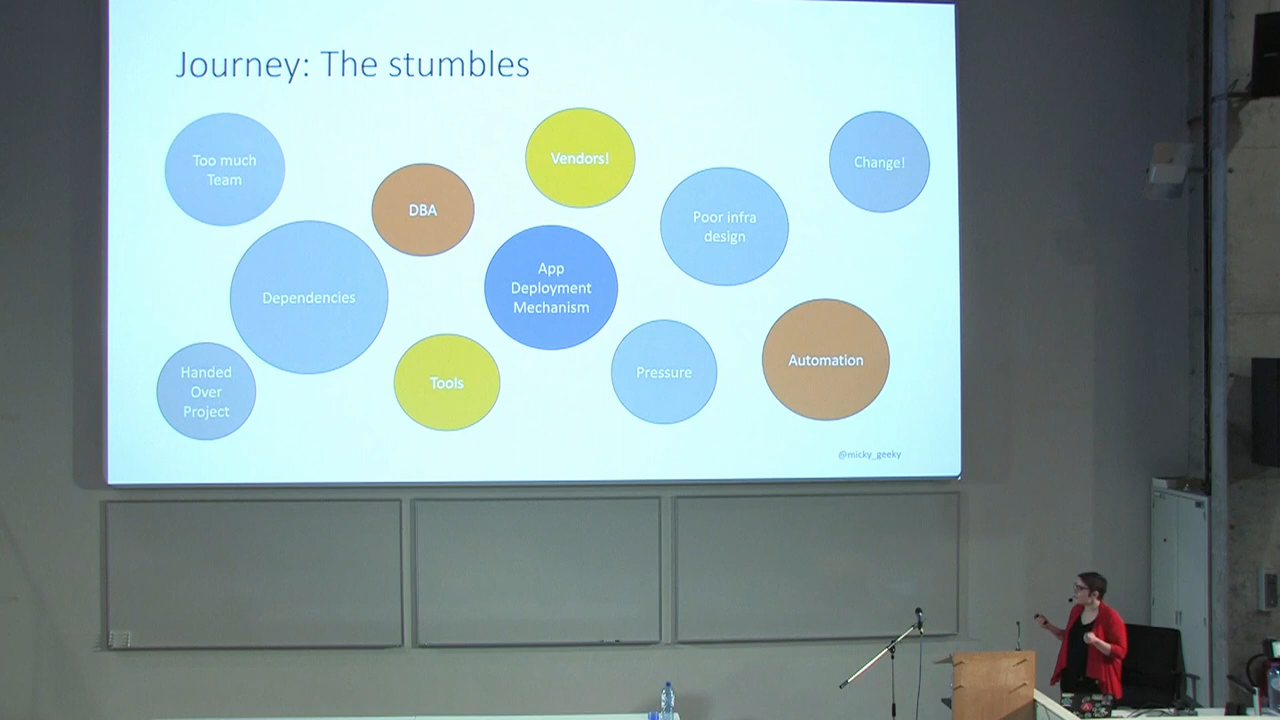 Journey: The stumbles
Too much
Team
DBA
Vendors!
Poor infra
design
Change!
Dependencies
App
Deployment
Mechanism
Handed
Over
Project
Tools
Pressure
Automation
@micky_geeky